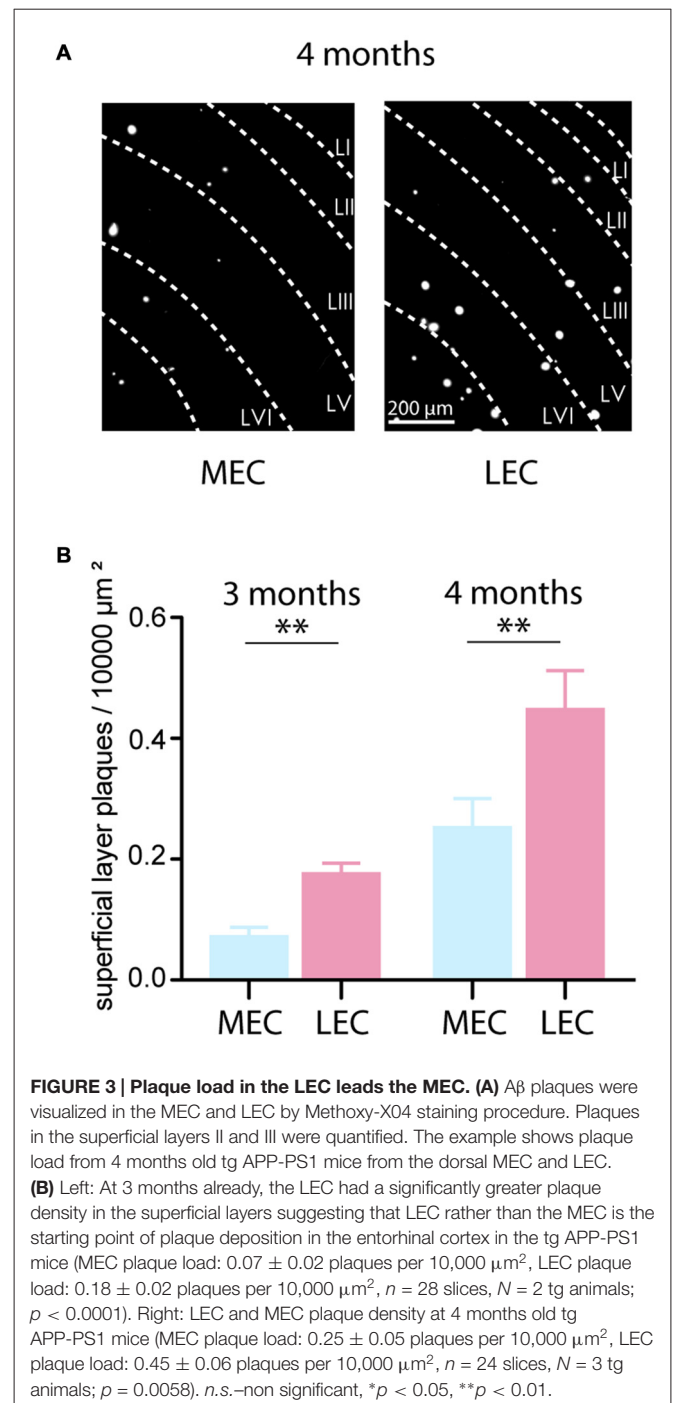 A
4 months
LI
LII
LIII
LV
LVI
MEC
LI
LII
LIII
LV
LVI
200 µm
LEC
B
superficial layer plaques / 10000 µm²
3 months
4 months
**
**
0.6
0.4
0.2
0.0
MEC
LEC
MEC
LEC
FIGURE 3 | Plaque load in the LEC leads the MEC. (A) Aβ plaques were
visualized in the MEC and LEC by Methoxy-X04 staining procedure. Plaques
in the superficial layers II and III were quantified. The example shows plaque
load from 4 months old tg APP-PS1 mice from the dorsal MEC and LEC.
(B) Left: At 3 months already, the LEC had a significantly greater plaque
density in the superficial layers suggesting that LEC rather than the MEC is the
starting point of plaque deposition in the entorhinal cortex in the tg APP-PS1
mice (MEC plaque load: 0.07 ± 0.02 plaques per 10,000 µm², LEC plaque
load: 0.18 ± 0.02 plaques per 10,000 µm², n = 28 slices, N = 2 tg animals;
p < 0.0001). Right: LEC and MEC plaque density at 4 months old tg
APP-PS1 mice (MEC plaque load: 0.25 ± 0.05 plaques per 10,000 µm², LEC
plaque load: 0.45 ± 0.06 plaques per 10,000 µm², n = 24 slices, N = 3 tg
animals; p = 0.0058). n.s.–non significant, *p < 0.05, **p < 0.01.